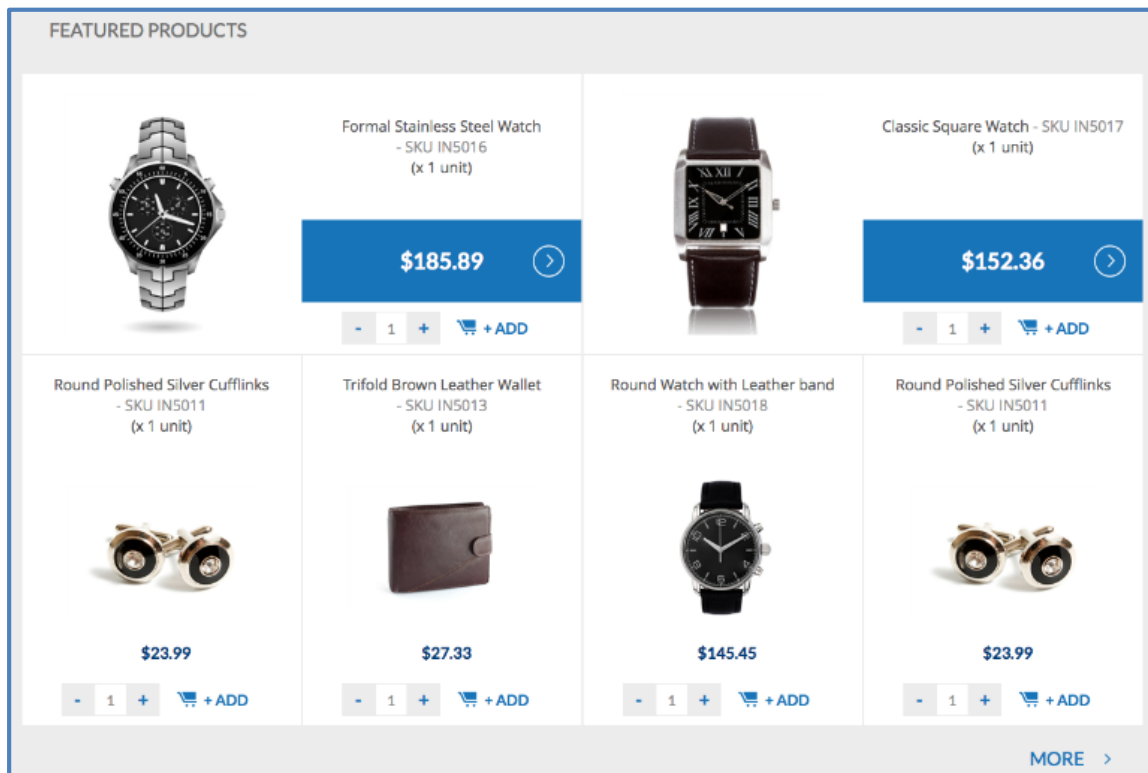 FEATURED PRODUCTS
Formal Stainless Steel Watch
- SKU IN5016
(x 1 unit)
$185.89
- 1 + +ADD
Classic Square Watch - SKU IN5017
(x 1 unit)
$152.36
- 1 + +ADD
Round Polished Silver Cufflinks
- SKU IN5011
(x 1 unit)
$23.99
- 1 + +ADD
Trifold Brown Leather Wallet
- SKU IN5013
(x 1 unit)
$27.33
- 1 + +ADD
Round Watch with Leather band
- SKU IN5018
(x 1 unit)
$145.45
- 1 + +ADD
Round Polished Silver Cufflinks
- SKU IN5011
(x 1 unit)
$23.99
- 1 + +ADD
MORE >